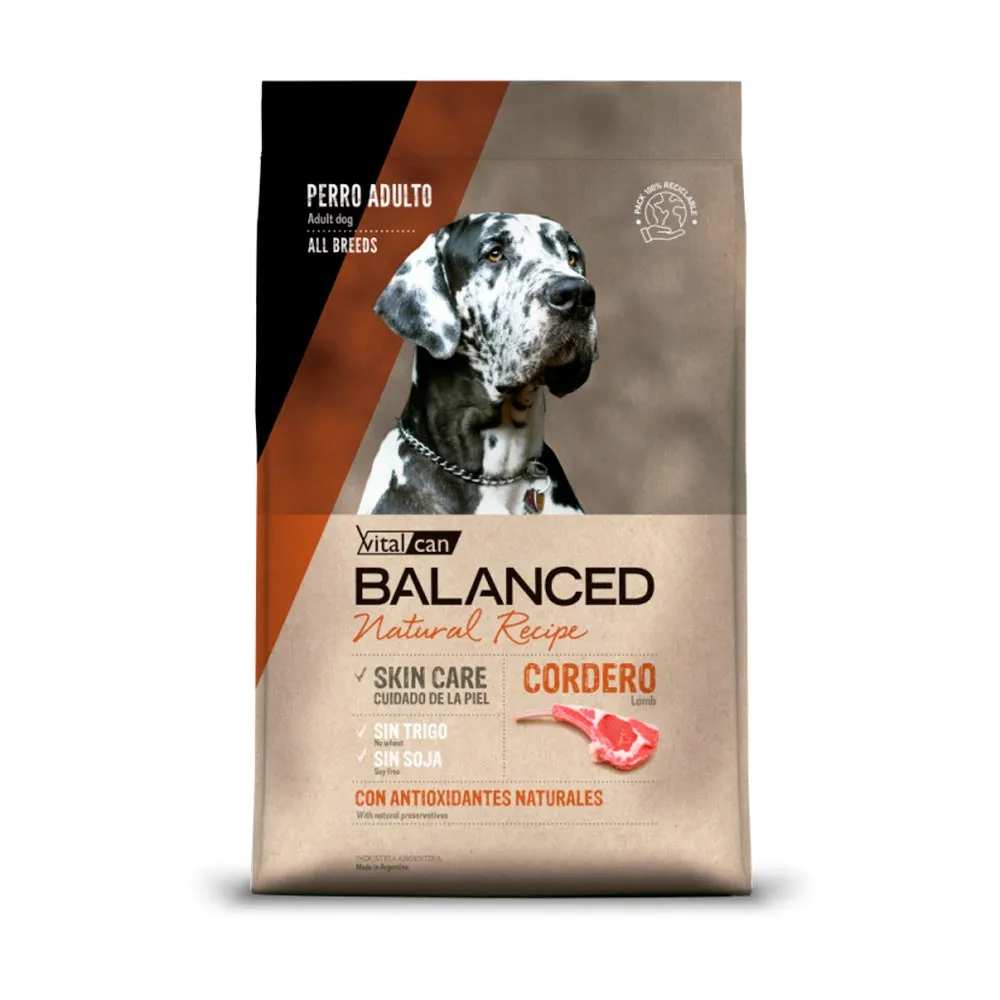 PERRO ADULTO
Adult dog
ALL BREEDS
PACK 100% RECICLABLE
Vital can
BALANCED
Natural Recipe
SKIN CARE
CUIDADO DE LA PIEL
CORDERO
Lamb
SIN TRIGO
No wheat
SIN SOJA
Soy free
CON ANTIOXIDANTES NATURALES
With natural preservatives
INDUSTRIA ARGENTINA
Made in Argentina